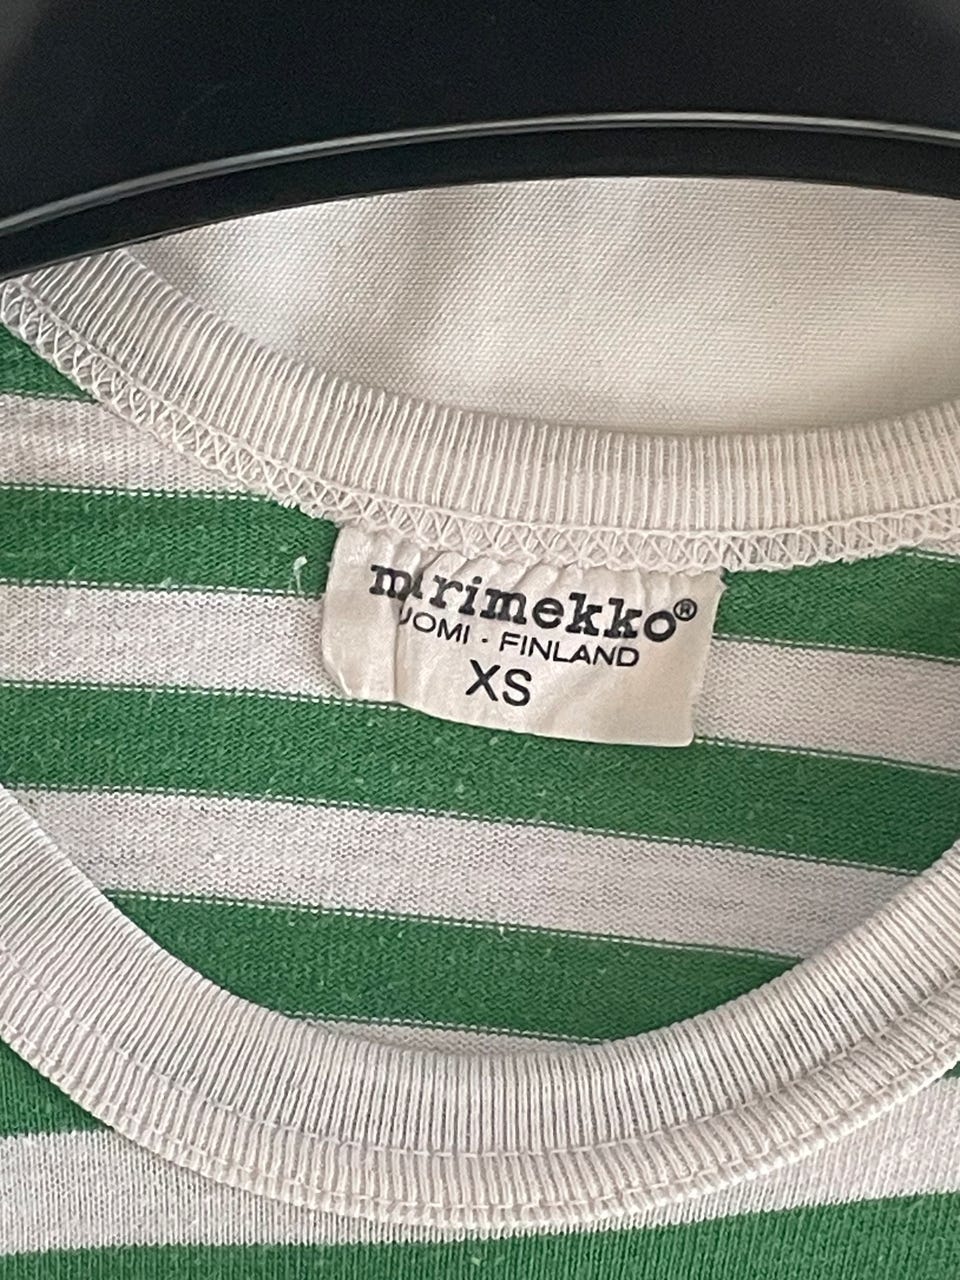 marimekko®
SUOMI · FINLAND
XS